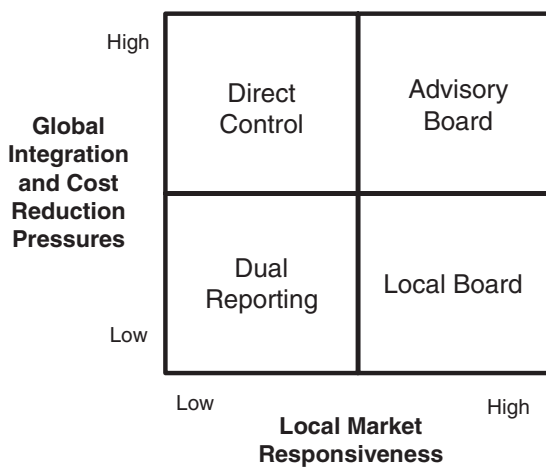 High
Direct
Control
Advisory
Board
Global
Integration
and Cost
Reduction
Pressures
Dual
Reporting
Local Board
Low
Low
High
Local Market
Responsiveness